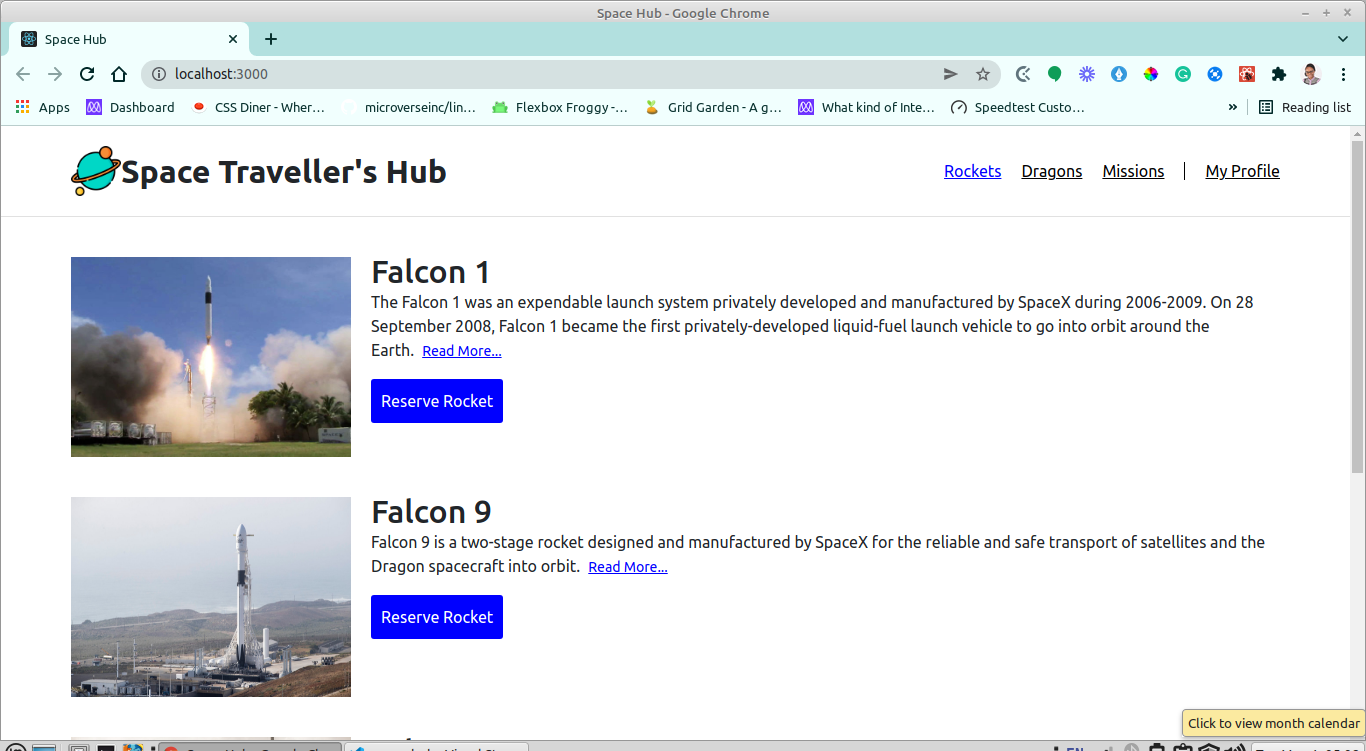 Space Hub - Google Chrome
Space Hub
localhost:3000
Apps
Dashboard
CSS Diner - Wher…
microverseinc/lin…
Flexbox Froggy -…
Grid Garden - A g…
What kind of Inte…
Speedtest Custo…
»
Reading list
Space Traveller's Hub
Rockets
Dragons
Missions
My Profile
Falcon 1
The Falcon 1 was an expendable launch system privately developed and manufactured by SpaceX during 2006-2009. On 28
September 2008, Falcon 1 became the first privately-developed liquid-fuel launch vehicle to go into orbit around the
Earth. Read More...
Reserve Rocket
Falcon 9
Falcon 9 is a two-stage rocket designed and manufactured by SpaceX for the reliable and safe transport of satellites and the
Dragon spacecraft into orbit. Read More...
Reserve Rocket
Click to view month calendar